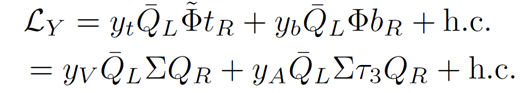 ℒ_Y = y_t Q̄_L Φ̃ t_R + y_b Q̄_L Φ b_R + h.c.
= y_V Q̄_L Σ Q_R + y_A Q̄_L Σ τ_3 Q_R + h.c.